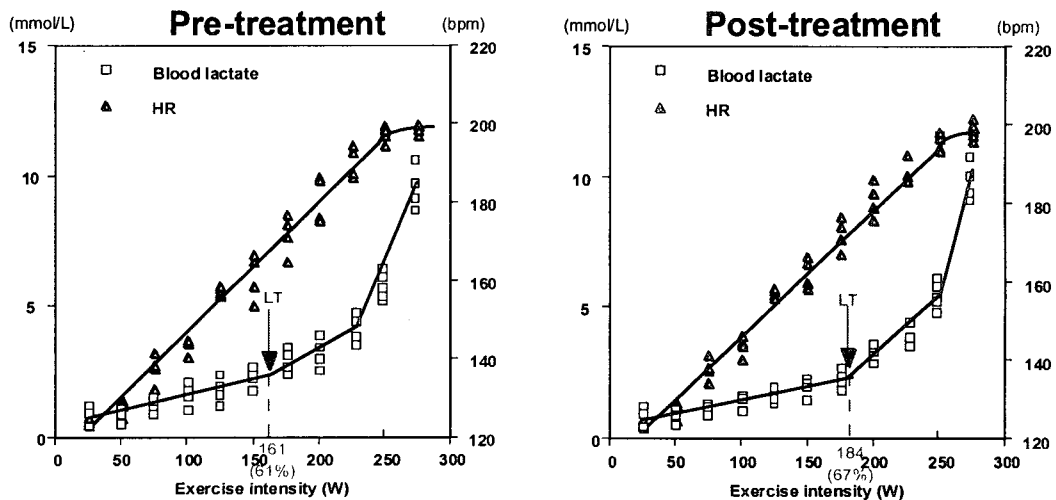 Pre-treatment
(mmol/L)
(bpm)
15
10
5
0
220
200
180
160
140
120
Blood lactate
HR
LT
161
(61%)
0 50 100 150 200 250 300
Exercise intensity (W)
Post-treatment
(mmol/L)
(bpm)
15
10
5
0
220
200
180
160
140
120
Blood lactate
HR
LT
184
(67%)
0 50 100 150 200 250 300
Exercise intensity (W)